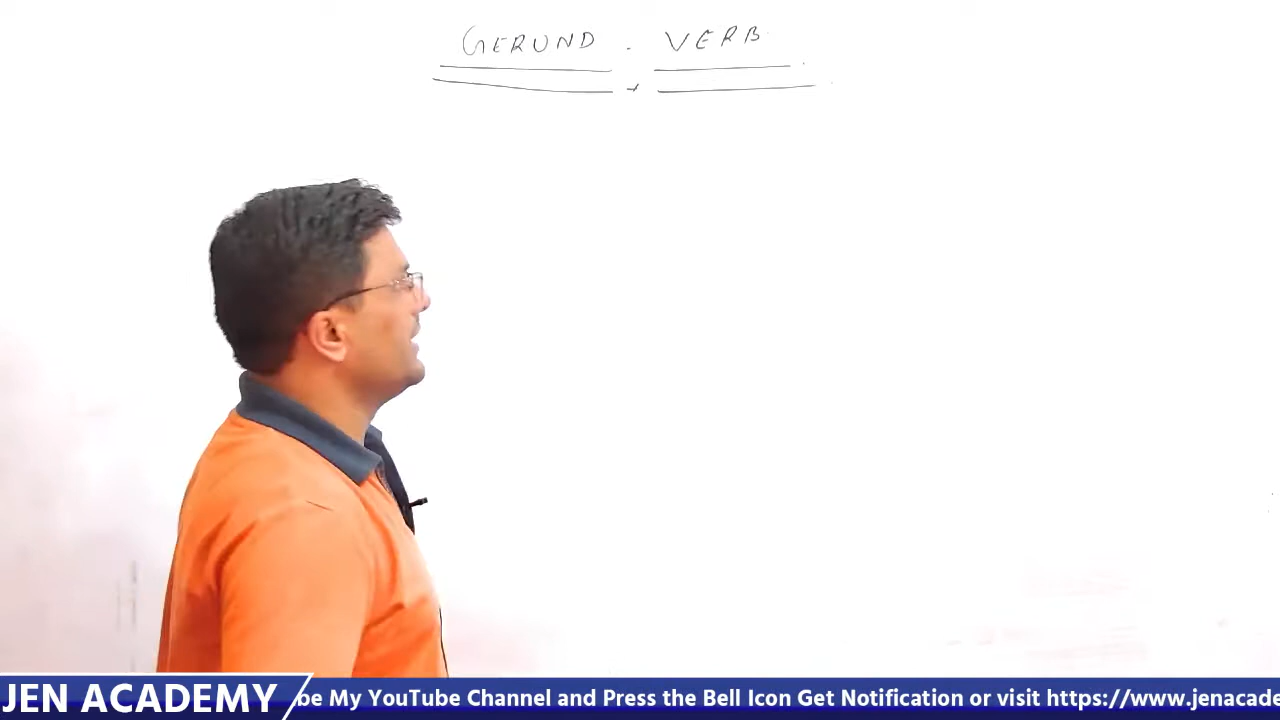 GERUND . VERB
JEN ACADEMY
be My YouTube Channel and Press the Bell Icon Get Notification or visit https://www.jenacade